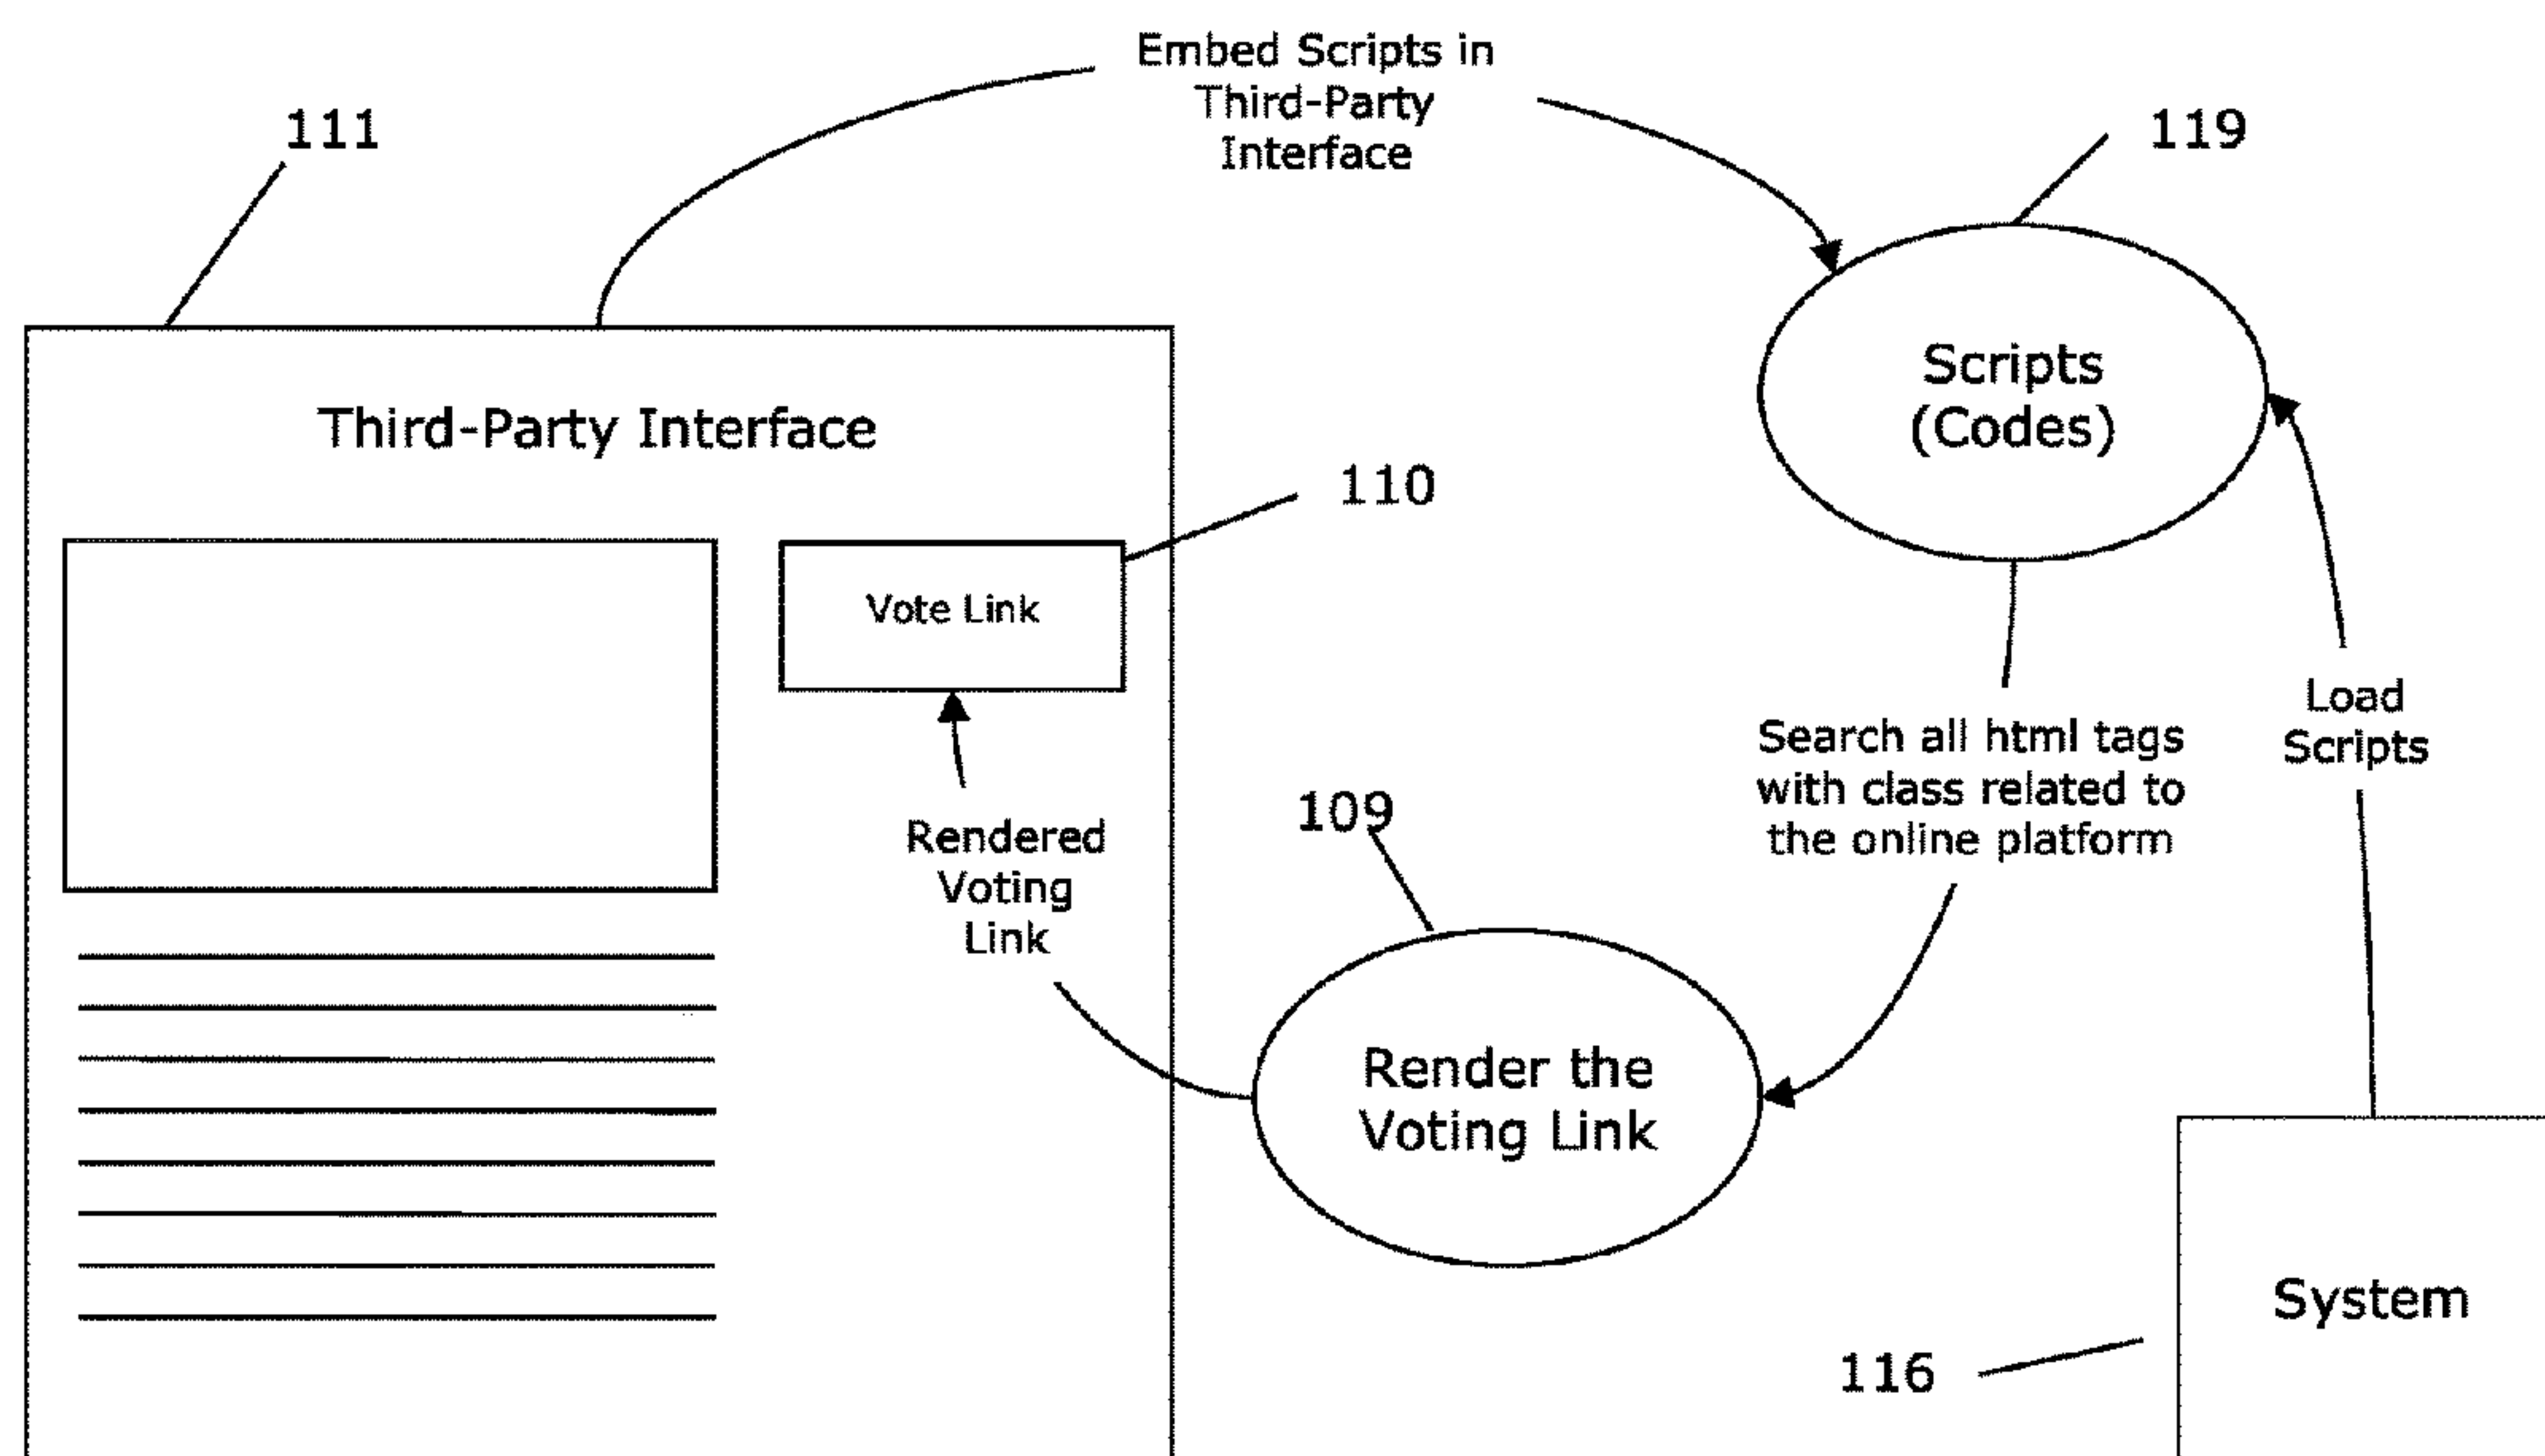 Embed Scripts in
Third-Party
Interface
111
119
Third-Party Interface
Scripts
(Codes)
110
Vote Link
Load
Scripts
Search all html tags
with class related to
the online platform
109
Rendered
Voting
Link
Render the
Voting Link
System
116